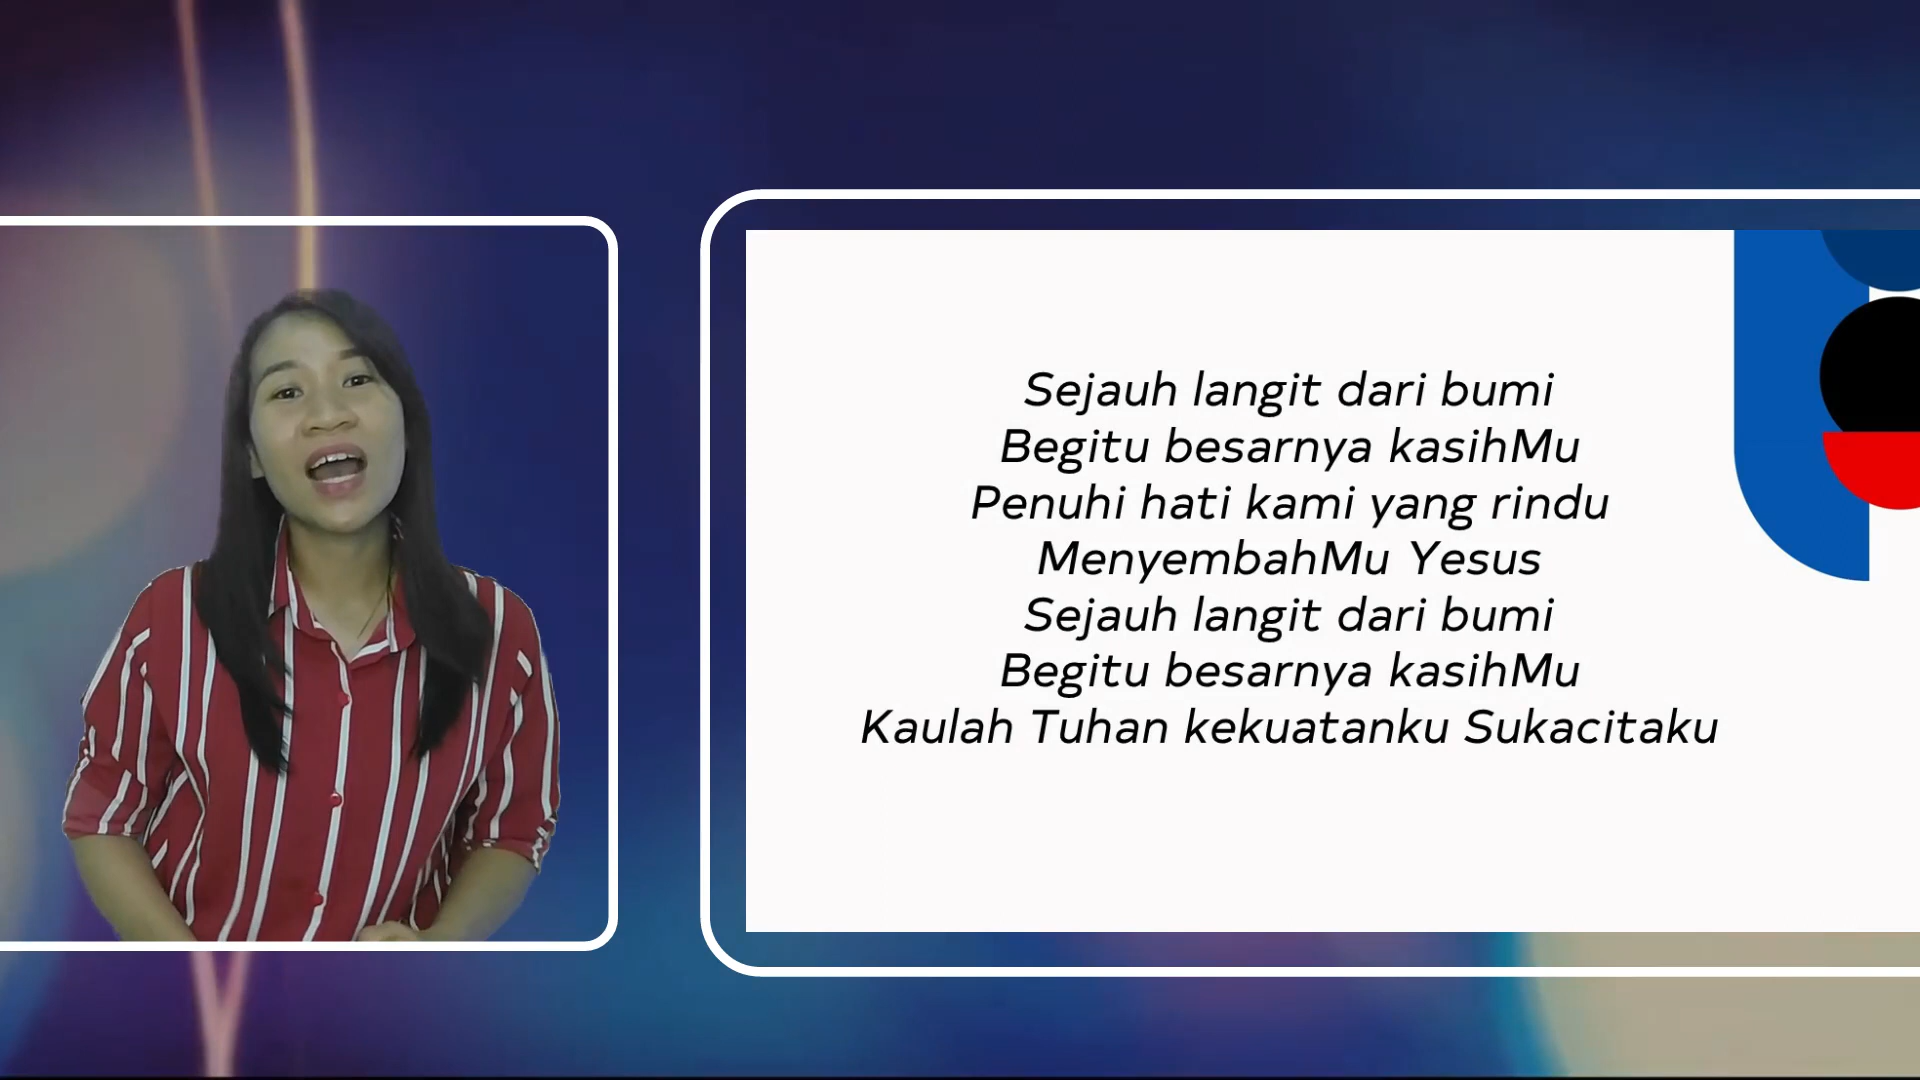 Sejauh langit dari bumi
Begitu besarnya kasihMu
Penuhi hati kami yang rindu
MenyembahMu Yesus
Sejauh langit dari bumi
Begitu besarnya kasihMu
Kaulah Tuhan kekuatanku Sukacitaku